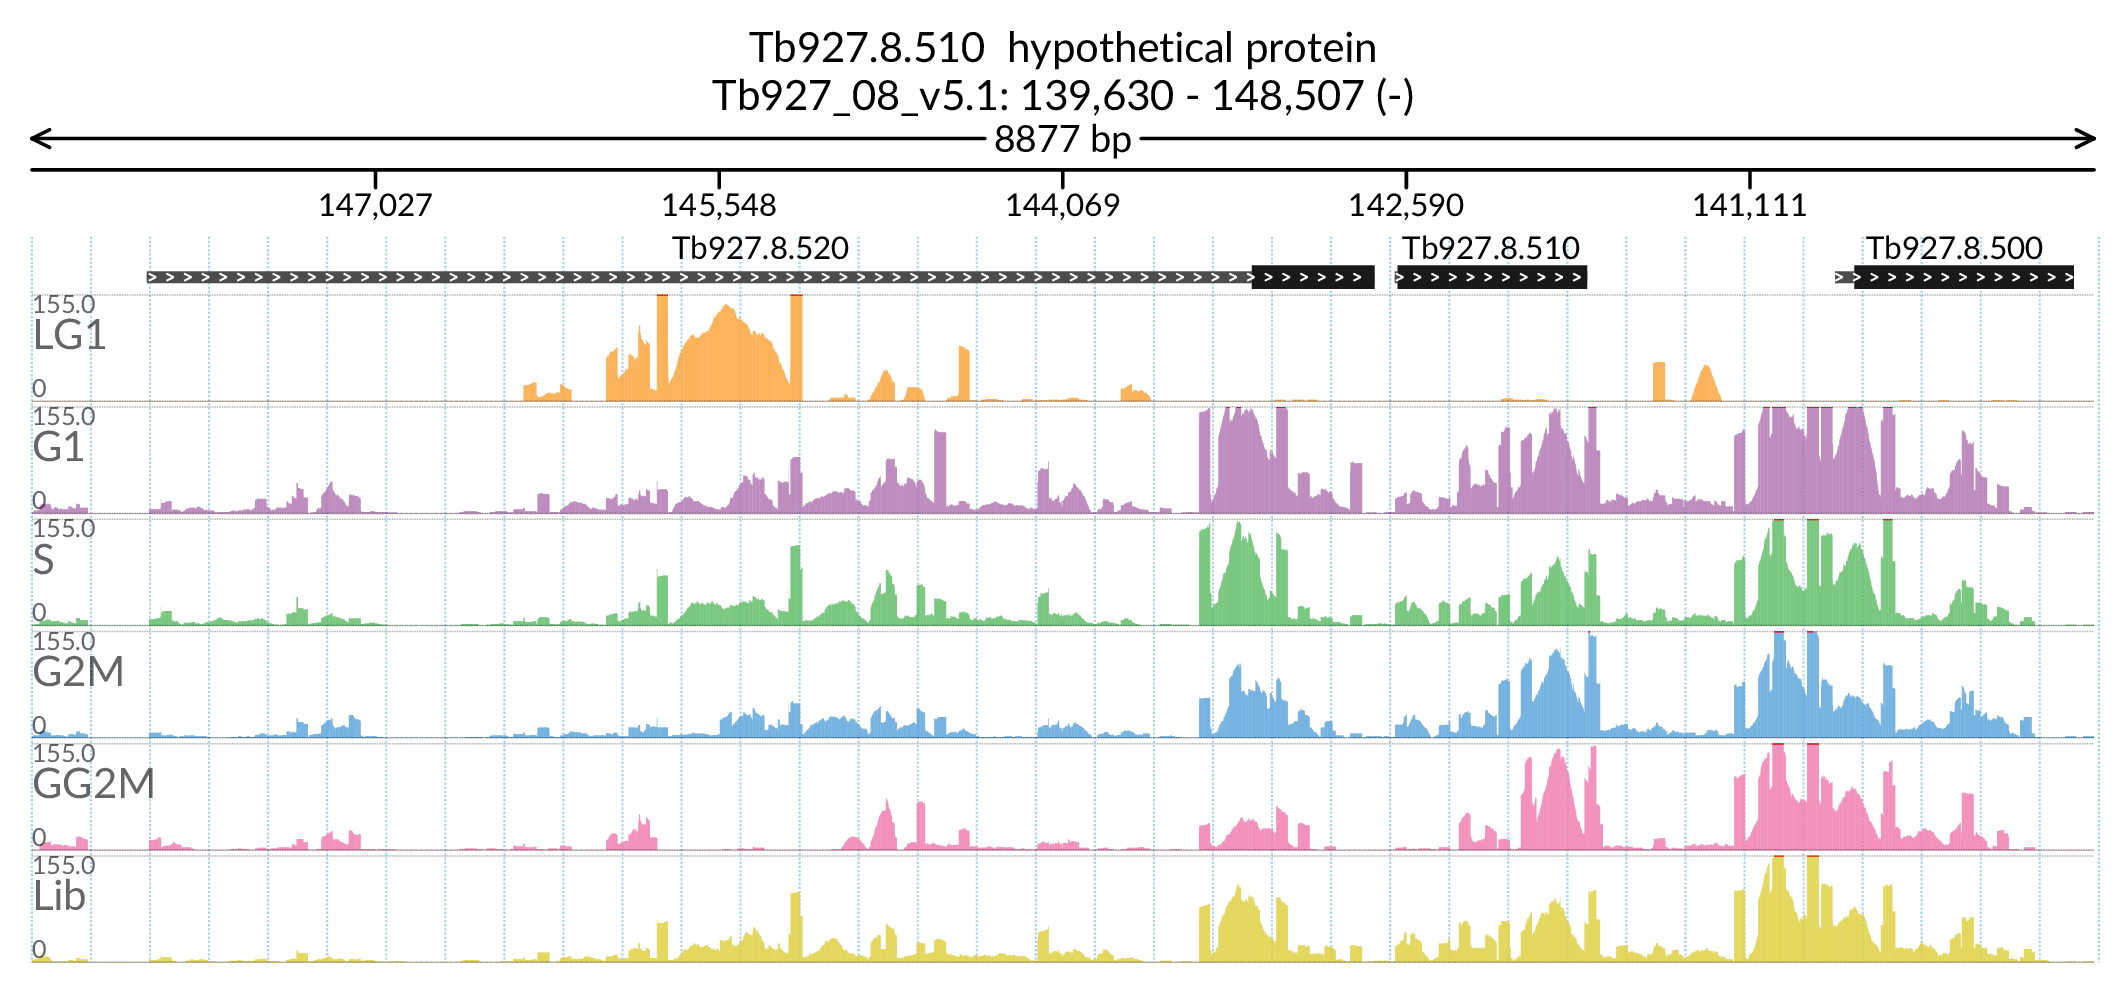 Tb927.8.510  hypothetical protein
Tb927_08_v5.1: 139,630 - 148,507 (-)
8877 bp
147,027 145,548 144,069 142,590 141,111
Tb927.8.520 Tb927.8.510 Tb927.8.500
155.0
LG1
0
155.0
G1
0
155.0
S
0
155.0
G2M
0
155.0
GG2M
0
155.0
Lib
0